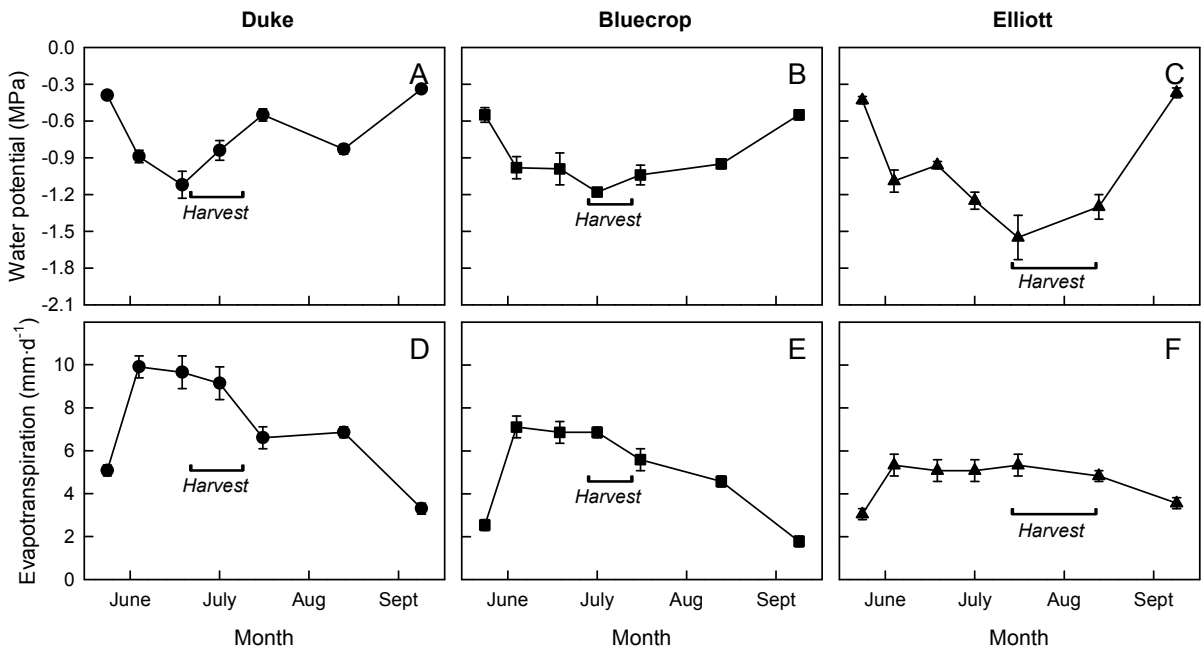 Duke Bluecrop Elliott
Water potential (MPa)
0.0
-0.3
-0.6
-0.9
-1.2
-1.5
-1.8
-2.1
A
Harvest
B
Harvest
C
Harvest
Evapotranspiration (mm·d⁻¹)
10
8
6
4
2
0
D
Harvest
E
Harvest
F
Harvest
June July Aug Sept June July Aug Sept June July Aug Sept
Month Month Month